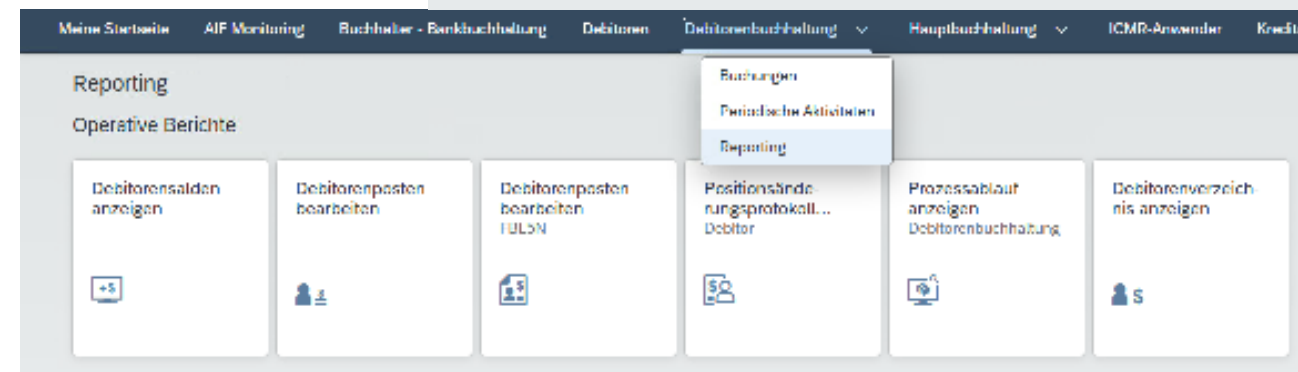 Meine Startseite AIF Monitoring Buchhalter - Bankbuchhaltung Debitoren Debitorenbuchhaltung Hauptbuchhaltung ICMR-Anwender Kredit
Reporting
Operative Berichte
Buchungen
Periodische Aktivitäten
Reporting
Debitorensalden
anzeigen
Debitorenposten
bearbeiten
Debitorenposten
bearbeiten
FBL5N
Positionsände-
rungsprotokoll...
Debitor
Prozessablauf
anzeigen
Debitorenbuchhaltung
Debitorenverzeich-
nis anzeigen